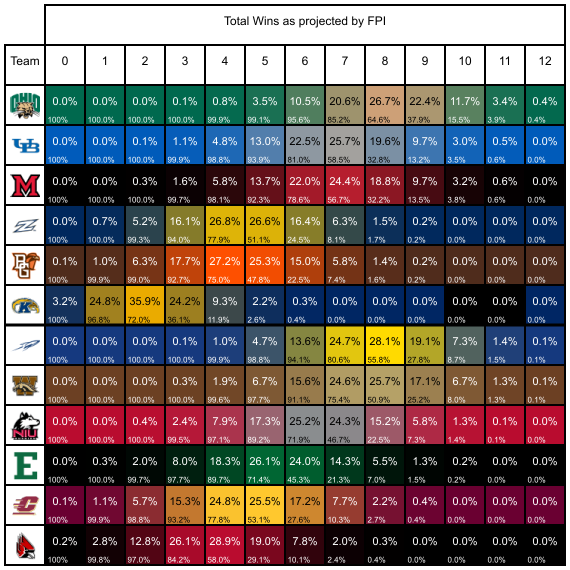 Total Wins as projected by FPI
Team 0 1 2 3 4 5 6 7 8 9 10 11 12
OHIO 0.0% 0.0% 0.0% 0.1% 0.8% 3.5% 10.5% 20.6% 26.7% 22.4% 11.7% 3.4% 0.4%
100.0% 100.0% 100.0% 100.0% 99.9% 99.1% 95.6% 85.2% 64.6% 37.9% 15.5% 3.9% 0.4%
UB 0.0% 0.0% 0.1% 1.1% 4.8% 13.0% 22.5% 25.7% 19.6% 9.7% 3.0% 0.5% 0.0%
100% 100.0% 100.0% 99.9% 98.8% 93.9% 81.0% 58.5% 32.8% 13.2% 3.5% 0.6% 0.0%
M 0.0% 0.0% 0.3% 1.6% 5.8% 13.7% 22.0% 24.4% 18.8% 9.7% 3.2% 0.6% 0.0%
100% 100.0% 100.0% 99.7% 98.1% 92.3% 78.6% 56.7% 32.2% 13.5% 3.8% 0.6% 0.0%
0.0% 0.7% 5.2% 16.1% 26.8% 26.6% 16.4% 6.3% 1.7% 0.2% 0.0% 0.0% 0.0%
100% 100.0% 99.3% 94.0% 77.9% 51.1% 24.5% 8.1% 1.7% 0.2% 0.0% 0.0% 0.0%
BG 0.1% 1.0% 6.3% 17.7% 27.2% 25.3% 15.0% 5.8% 1.4% 0.2% 0.0% 0.0% 0.0%
100% 99.9% 99.0% 92.7% 75.0% 47.8% 22.5% 7.4% 1.6% 0.2% 0.0% 0.0% 0.0%
K 3.2% 24.8% 35.9% 24.2% 9.3% 2.2% 0.3% 0.0% 0.0% 0.0% 0.0% 0.0% 0.0%
100% 96.8% 72.0% 36.1% 11.9% 2.6% 0.4% 0.0% 0.0% 0.0% 0.0% 0.0% 0.0%
0.0% 0.0% 0.0% 0.1% 1.0% 4.7% 13.6% 24.7% 28.1% 19.1% 7.3% 1.4% 0.1%
100% 100.0% 100.0% 100.0% 99.9% 98.8% 94.1% 80.6% 55.8% 27.8% 8.7% 1.5% 0.1%
0.0% 0.0% 0.0% 0.3% 1.9% 6.7% 15.6% 24.6% 25.7% 17.1% 6.7% 1.3% 0.1%
100% 100.0% 100.0% 100.0% 99.6% 97.7% 91.1% 75.4% 50.9% 25.2% 8.0% 1.3% 0.1%
NIU 0.0% 0.0% 0.4% 2.4% 7.9% 17.3% 25.2% 24.3% 15.2% 5.8% 1.3% 0.1% 0.0%
100% 100.0% 100.0% 99.5% 97.1% 89.2% 71.9% 46.7% 22.5% 7.3% 1.4% 0.1% 0.0%
E 0.0% 0.3% 2.0% 8.0% 18.3% 26.1% 24.0% 14.3% 5.5% 1.3% 0.2% 0.0% 0.0%
100% 100.0% 99.7% 97.7% 89.7% 71.4% 45.3% 21.3% 7.0% 1.5% 0.2% 0.0% 0.0%
C 0.1% 1.1% 5.7% 15.3% 24.8% 25.5% 17.2% 7.7% 2.2% 0.4% 0.0% 0.0% 0.0%
100% 99.9% 98.8% 93.2% 77.8% 53.1% 27.6% 10.3% 2.7% 0.4% 0.0% 0.0% 0.0%
0.2% 2.8% 12.8% 26.1% 28.9% 19.0% 7.8% 2.0% 0.3% 0.0% 0.0% 0.0% 0.0%
100% 99.8% 97.0% 84.2% 58.0% 29.1% 10.1% 2.4% 0.4% 0.0% 0.0% 0.0% 0.0%